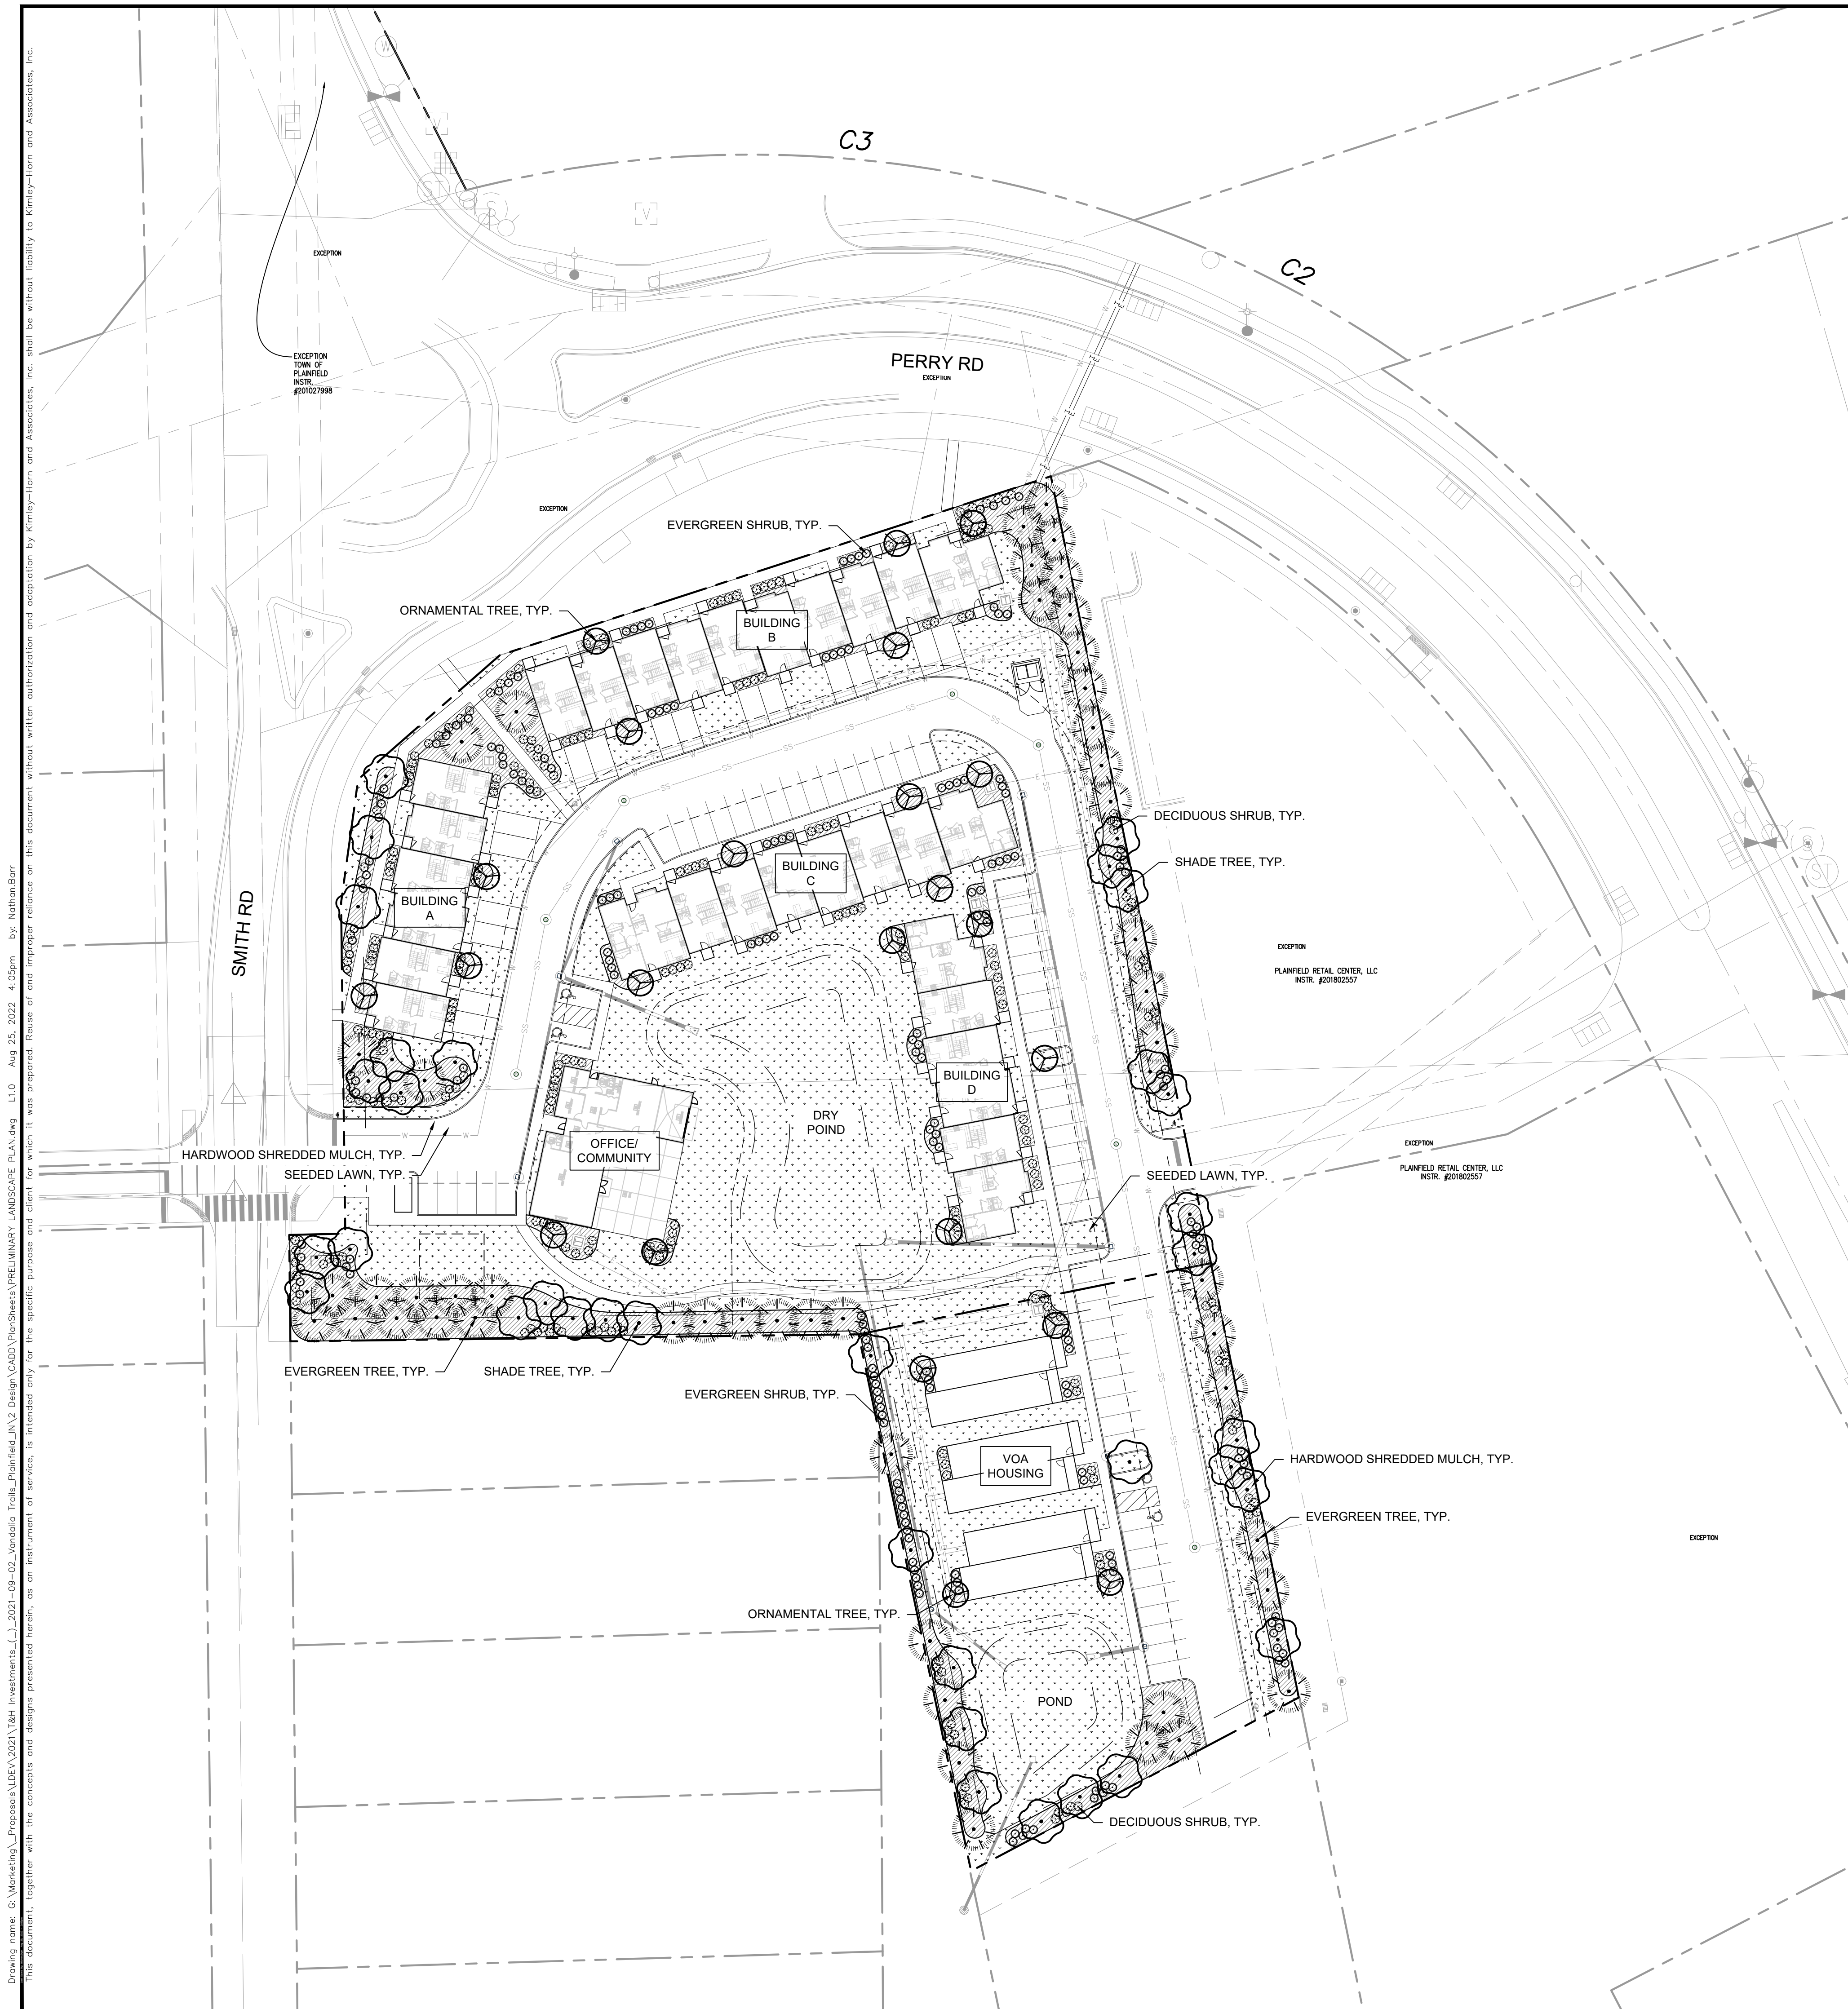 Drawing name: G:\Marketing\_Proposals\LDEV\2021\T&H Investments_(_)_2021-09-02_Vandalia Trails_Plainfield_IN\2 Design\CADD\PlanSheets\PRELIMINARY LANDSCAPE PLAN.dwg L1.0 Aug 25, 2022 4:05pm by: Nathan.Barr
This document, together with the concepts and designs presented herein, as an instrument of service, is intended only for the specific purpose and client for which it was prepared. Reuse of and improper reliance on this document without written authorization and adaptation by Kimley-Horn and Associates, Inc. shall be without liability to Kimley-Horn and Associates, Inc.
W
V
C3
ST
S
V
EXCEPTION
C2
EXCEPTION
TOWN OF
PLAINFIELD
INSTR.
#201027998
PERRY RD
EXCEPTION
ST
EXCEPTION
EVERGREEN SHRUB, TYP.
ORNAMENTAL TREE, TYP.
BUILDING
B
DECIDUOUS SHRUB, TYP.
SHADE TREE, TYP.
BUILDING
C
BUILDING
A
SMITH RD
S
ST
EXCEPTION
PLAINFIELD RETAIL CENTER, LLC
INSTR. #201802557
BUILDING
D
DRY
POIND
OFFICE/
COMMUNITY
HARDWOOD SHREDDED MULCH, TYP.
SEEDED LAWN, TYP.
SEEDED LAWN, TYP.
EXCEPTION
PLAINFIELD RETAIL CENTER, LLC
INSTR. #201802557
EVERGREEN TREE, TYP.
SHADE TREE, TYP.
EVERGREEN SHRUB, TYP.
VOA
HOUSING
HARDWOOD SHREDDED MULCH, TYP.
EVERGREEN TREE, TYP.
EXCEPTION
ORNAMENTAL TREE, TYP.
POND
DECIDUOUS SHRUB, TYP.